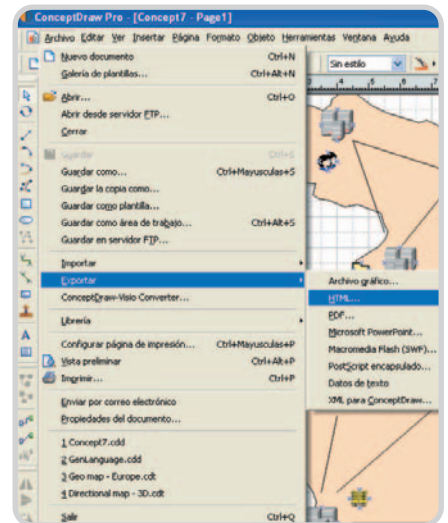 ConceptDraw Pro - [Concept7 - Page1]
Archivo Editar Ver Insertar Página Formato Objeto Herramientas Ventana Ayuda
Nuevo documento Ctrl+N
Galería de plantillas... Ctrl+Alt+N
Sin estilo
Abrir... Ctrl+O
Abrir desde servidor FTP...
Cerrar
Guardar Ctrl+S
Guardar como... Ctrl+Mayusculas+S
Guardar la copia como...
Guardar como plantilla...
Guardar como área de trabajo... Ctrl+Alt+S
Guardar en servidor FTP...
Importar
Exportar
Archivo gráfico...
HTML...
PDF...
Microsoft PowerPoint...
Macromedia Flash (SWF)...
PostScript encapsulado...
Datos de texto
XML para ConceptDraw...
ConceptDraw-Visio Converter...
Librería
Configurar página de impresión... Ctrl+Mayusculas+P
Vista preliminar Ctrl+Alt+P
Imprimir... Ctrl+P
Enviar por correo electrónico
Propiedades del documento...
1 Concept7.cdd
2 GenLanguage.cdd
3 Geo map - Europe.cdt
4 Directional map - 3D.cdt
Salir Ctrl+Q